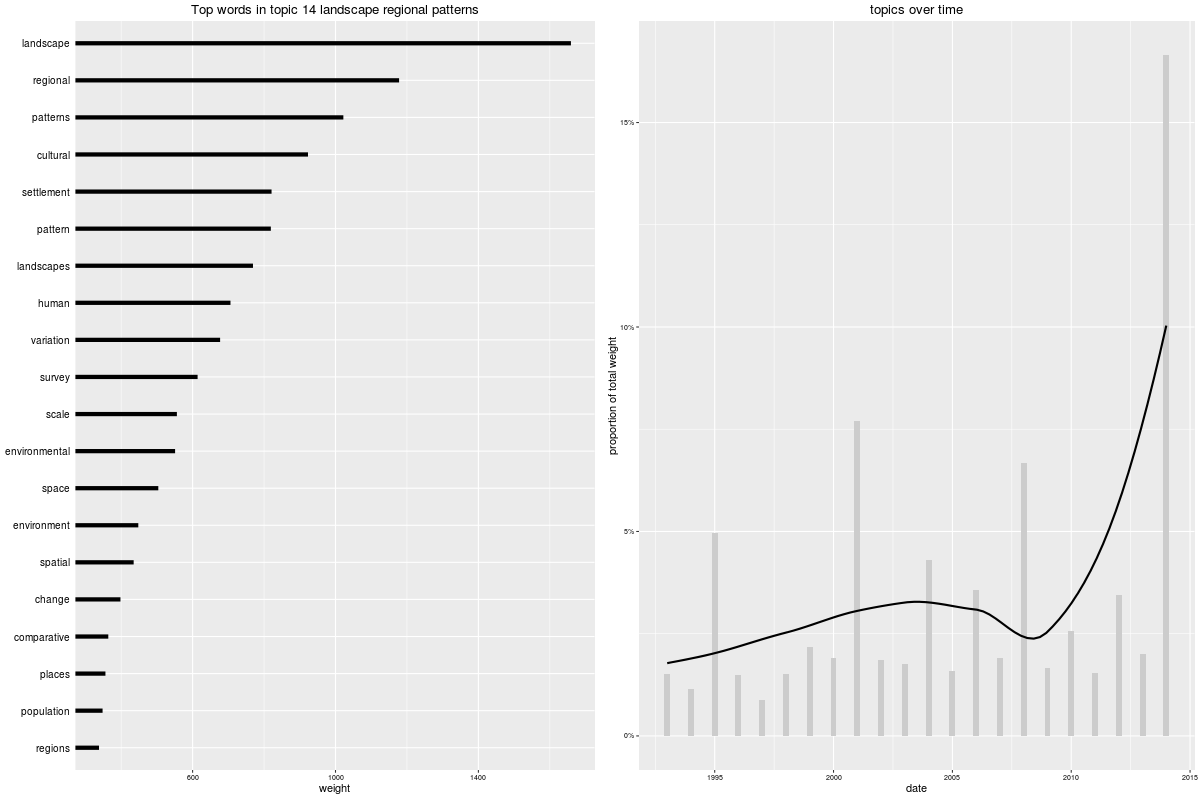 Top words in topic 14 landscape regional patterns
landscape
regional
patterns
cultural
settlement
pattern
landscapes
human
variation
survey
scale
environmental
space
environment
spatial
change
comparative
places
population
regions
600
1000
1400
weight
topics over time
proportion of total weight
15%
10%
5%
0%
1995
2000
2005
2010
2015
date